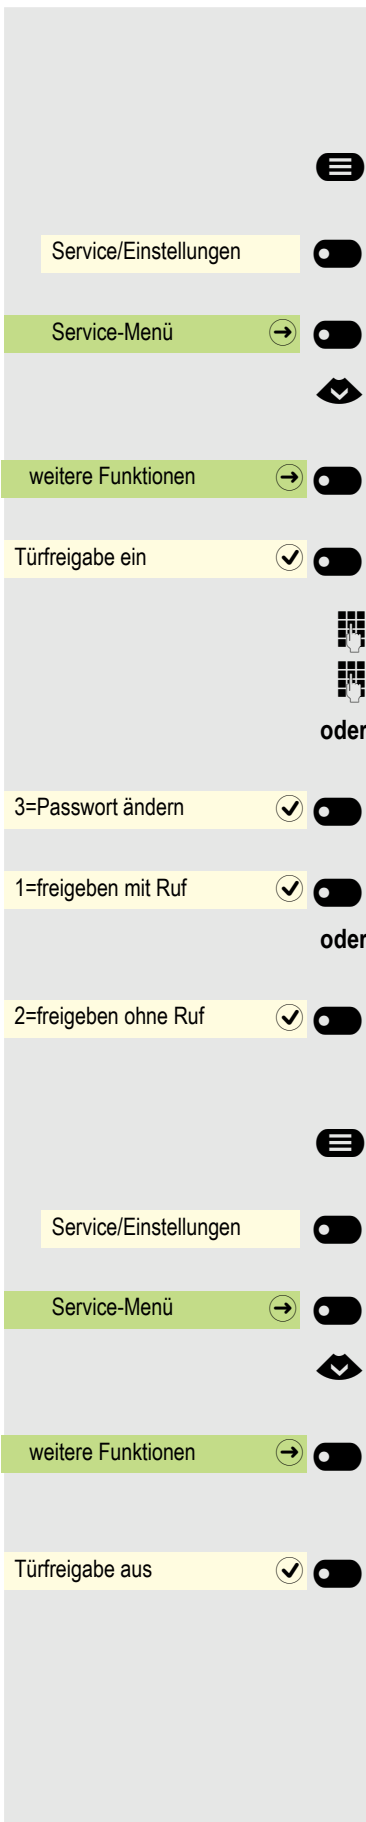 Service/Einstellungen
Service-Menü
weitere Funktionen
Türfreigabe ein
oder
3=Passwort ändern
1=freigeben mit Ruf
oder
2=freigeben ohne Ruf
Service/Einstellungen
Service-Menü
weitere Funktionen
Türfreigabe aus